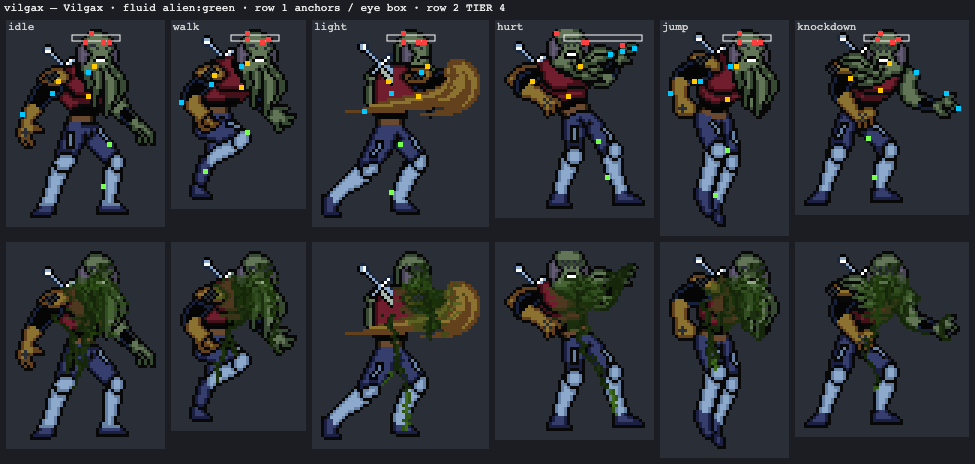 vilgax — Vilgax · fluid alien:green · row 1 anchors / eye box · row 2 TIER 4
idle
walk
light
hurt
jump
knockdown